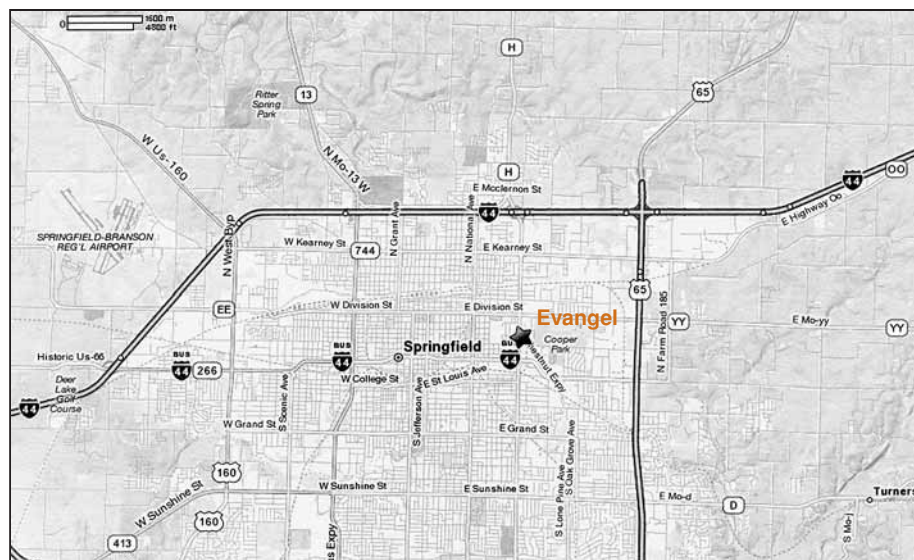 0
1600 m
4800 ft
H
65
13
Ritter
Spring
Park
W Us-160
N Mo-13 W
H
44
OO
E Mcclernon St
44
E Highway Oo
N Grant Ave
N National Ave
SPRINGFIELD-BRANSON
REG'L AIRPORT
N West Byp
W Kearney St
744
E Kearney St
65
EE
W Division St
E Division St
N Farm Road 185
YY
E Mo-yy
YY
Evangel
Cooper
Park
Historic Us-66
BUS
44
266
BUS
44
Springfield
BUS
44
Chestnut Expy
W College St
E St Louis Ave
Deer
Lake
Golf
Course
44
S Scenic Ave
S Jefferson Ave
W Grand St
E Grand St
S Lone Pine Ave
S Oak Grove Ave
160
W Sunshine St
W Sunshine St
E Sunshine St
E Mo-d
D
Turners
S Mo-j
160
413
s Expy